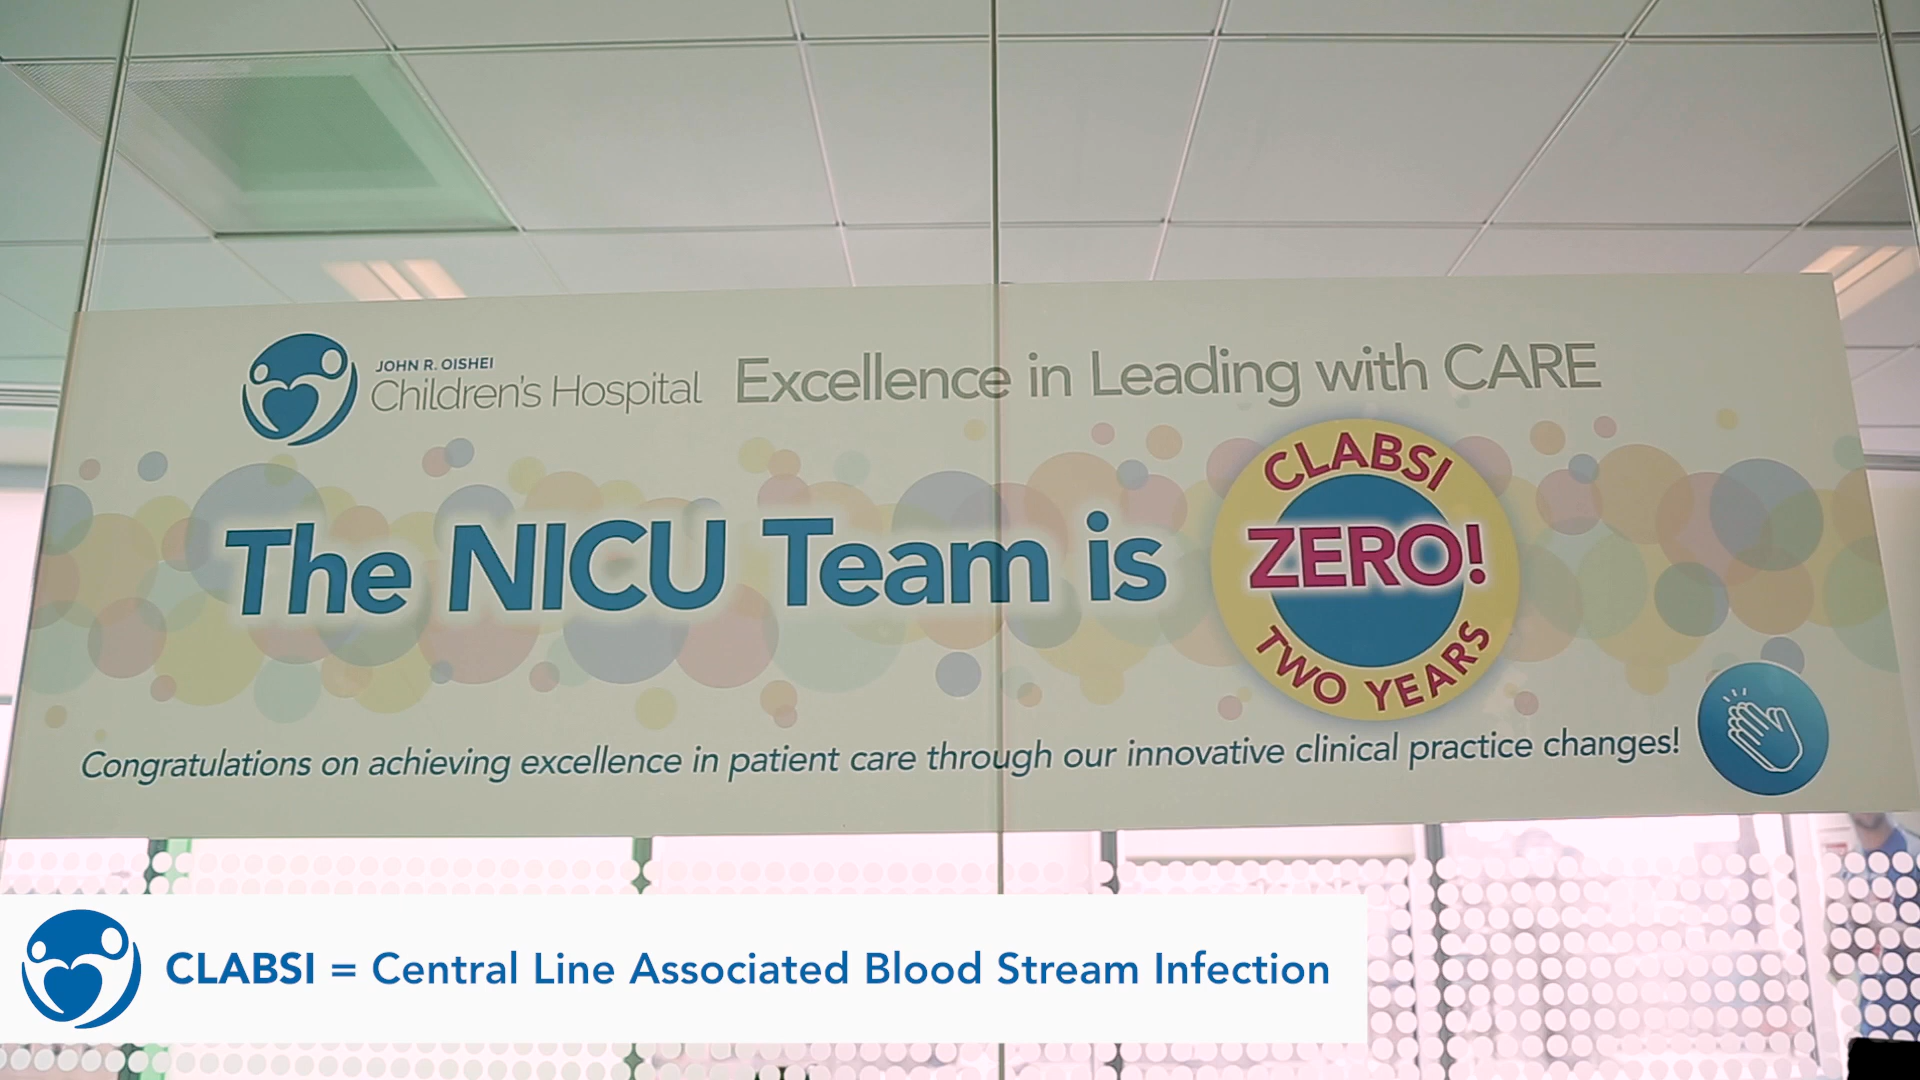 JOHN R. OISHEI
Children's Hospital
Excellence in Leading with CARE
The NICU Team is
CLABSI
ZERO!
TWO YEARS
Congratulations on achieving excellence in patient care through our innovative clinical practice changes!
CLABSI = Central Line Associated Blood Stream Infection